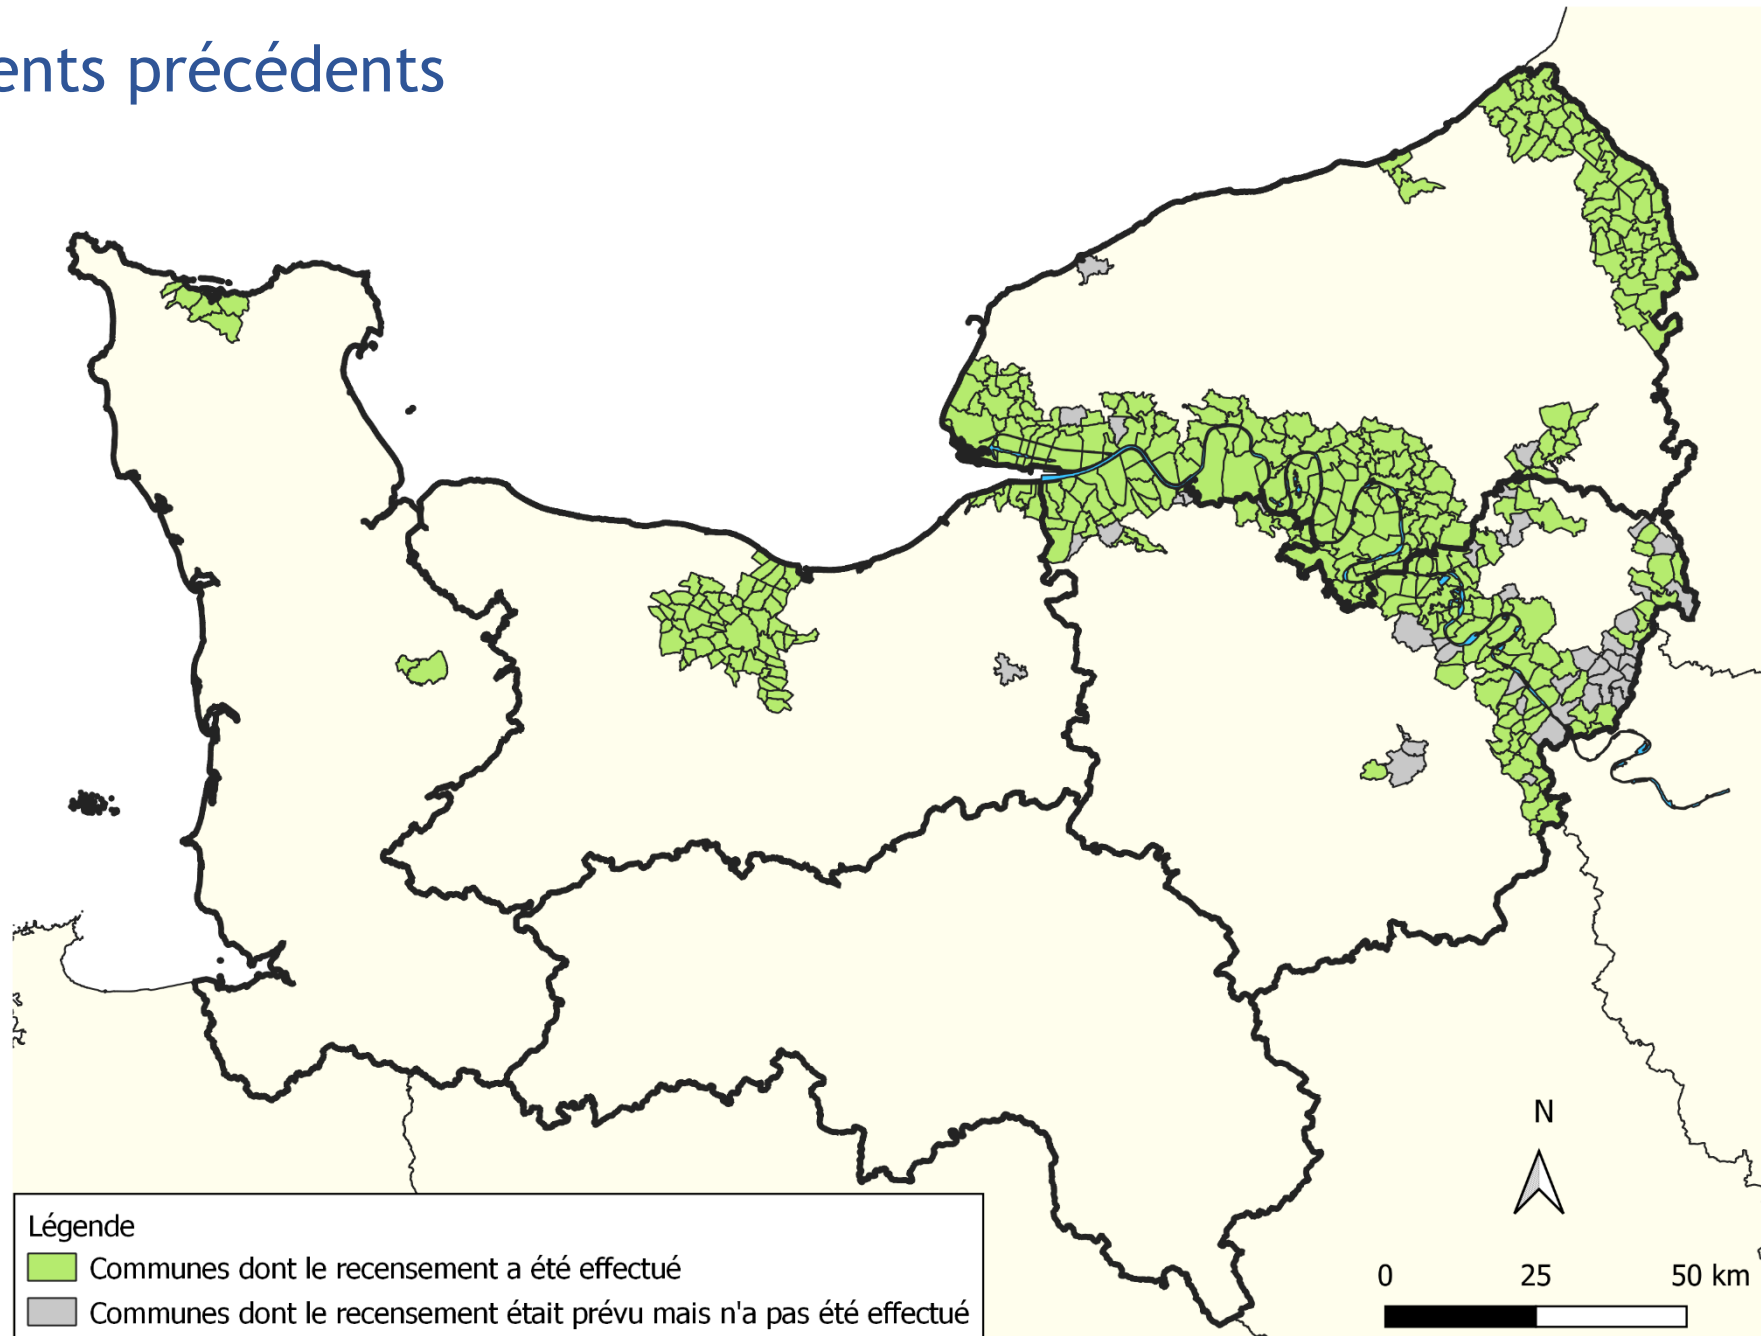 ents précédents
N
Légende
Communes dont le recensement a été effectué
Communes dont le recensement était prévu mais n'a pas été effectué
0 25 50 km